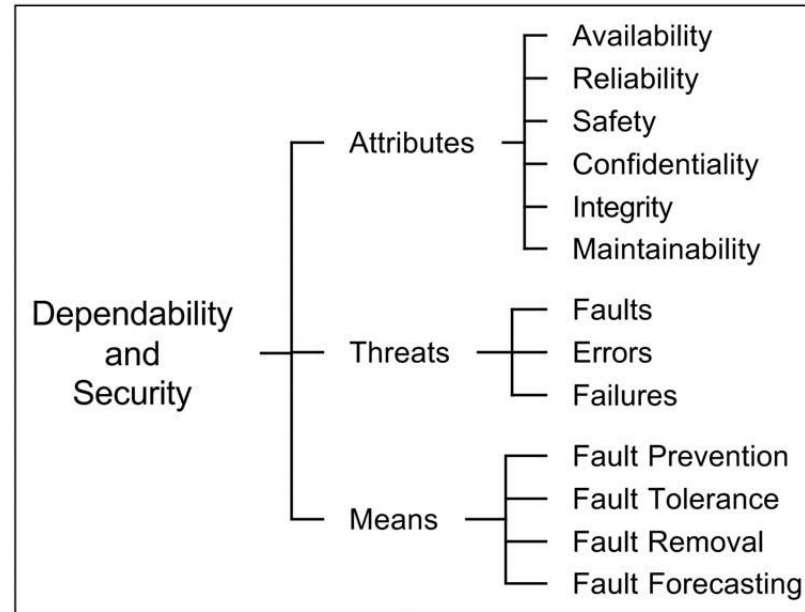 Availability
Reliability
Attributes
Safety
Confidentiality
Integrity
Maintainability
Dependability
and
Security
Threats
Faults
Errors
Failures
Means
Fault Prevention
Fault Tolerance
Fault Removal
Fault Forecasting